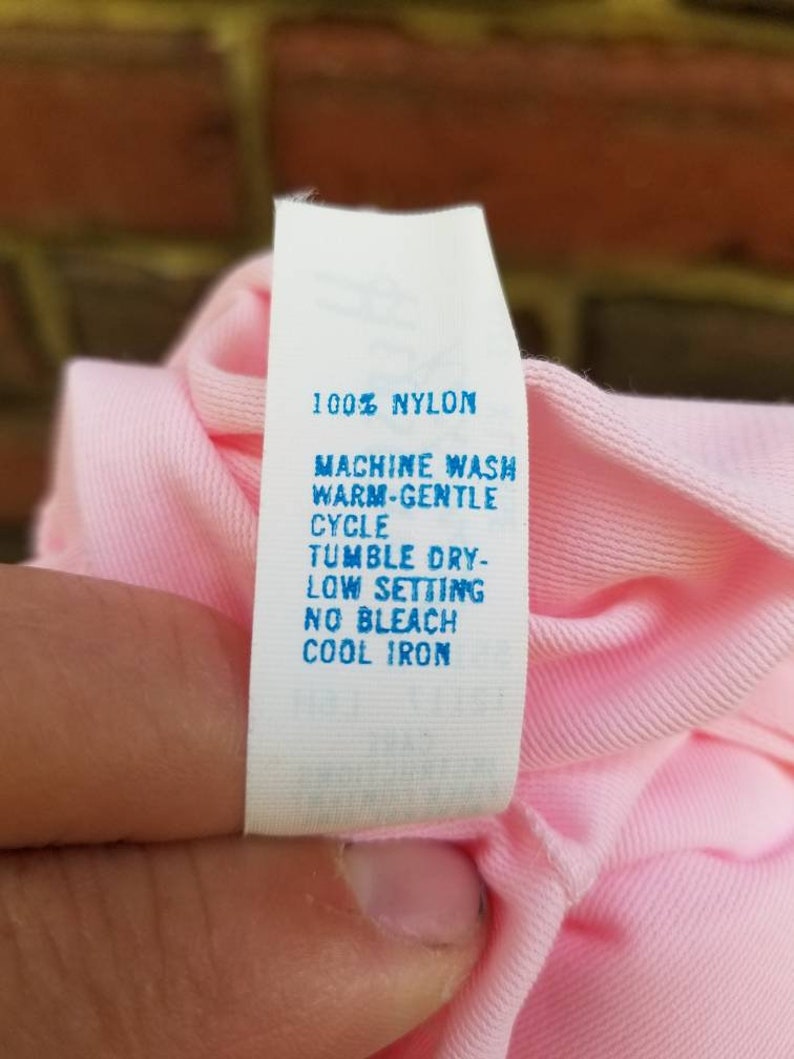 100% NYLON
MACHINE WASH
WARM-GENTLE
CYCLE
TUMBLE DRY-
LOW SETTING
NO BLEACH
COOL IRON